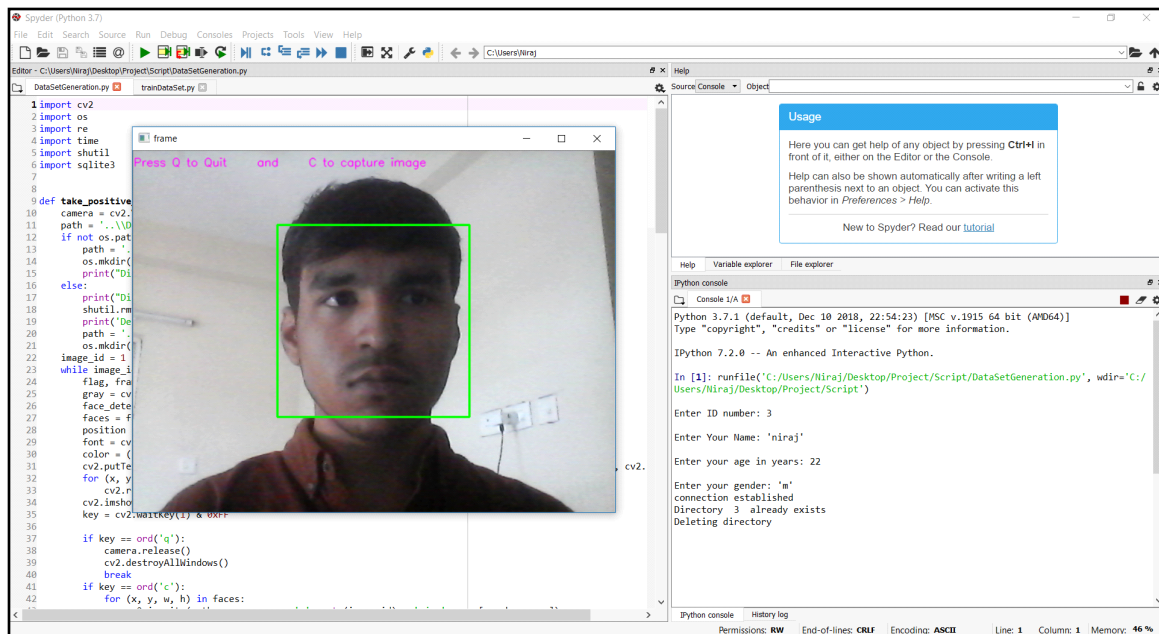 Spyder (Python 3.7)
File Edit Search Source Run Debug Consoles Projects Tools View Help
C:\Users\Niraj
Editor - C:\Users\Niraj\Desktop\Project\Script\DataSetGeneration.py
DataSetGeneration.py
trainDataSet.py
1 import cv2
2 import os
3 import re
4 import time
5 import shutil
6 import sqlite3
7
8
9 def take_positive_
10 camera = cv2.
11 path = '..\\D
12 if not os.pat
13 path = '.
14 os.mkdir(
15 print("Di
16 else:
17 print("Di
18 shutil.rm
19 print('De
20 path = '.
21 os.mkdir(
22 image_id = 1
23 while image_i
24 flag, fra
25 gray = cv
26 face_dete
27 faces = f
28 position
29 font = cv
30 color = (
31 cv2.putTe , cv2.
32 for (x, y
33 cv2.r
34 cv2.imsho
35 key = cv2.waitKey(1) & 0xFF
36
37 if key == ord('q'):
38 camera.release()
39 cv2.destroyAllWindows()
40 break
41 if key == ord('c'):
42 for (x, y, w, h) in faces:
frame
Press Q to Quit and C to capture image
Help
Source Console Object
Usage
Here you can get help of any object by pressing Ctrl+I in
front of it, either on the Editor or the Console.
Help can also be shown automatically after writing a left
parenthesis next to an object. You can activate this
behavior in Preferences > Help.
New to Spyder? Read our tutorial
Help Variable explorer File explorer
IPython console
Console 1/A
Python 3.7.1 (default, Dec 10 2018, 22:54:23) [MSC v.1915 64 bit (AMD64)]
Type "copyright", "credits" or "license" for more information.
IPython 7.2.0 -- An enhanced Interactive Python.
In [1]: runfile('C:/Users/Niraj/Desktop/Project/Script/DataSetGeneration.py', wdir='C:/
Users/Niraj/Desktop/Project/Script')
Enter ID number: 3
Enter Your Name: 'niraj'
Enter your age in years: 22
Enter your gender: 'm'
connection established
Directory 3 already exists
Deleting directory
IPython console History log
Permissions: RW End-of-lines: CRLF Encoding: ASCII Line: 1 Column: 1 Memory: 46 %